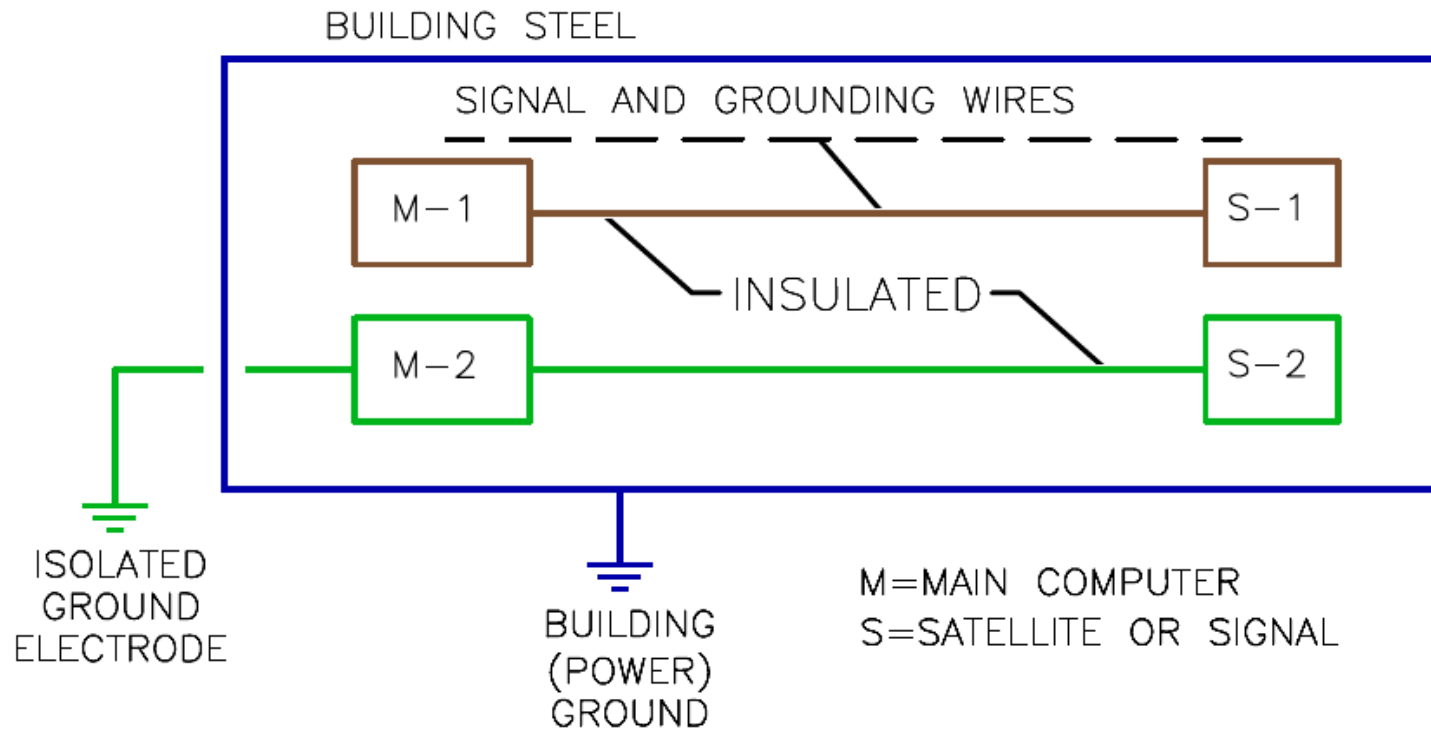 BUILDING STEEL
SIGNAL AND GROUNDING WIRES
M-1
S-1
INSULATED
M-2
S-2
ISOLATED
GROUND
ELECTRODE
BUILDING
(POWER)
GROUND
M=MAIN COMPUTER
S=SATELLITE OR SIGNAL